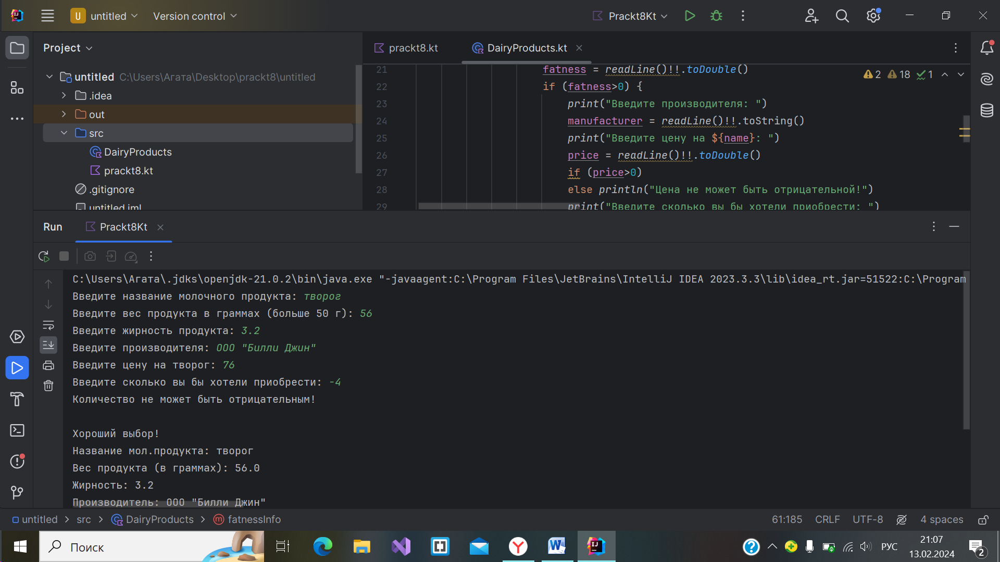 U untitled Version control Prackt8Kt
Project
untitled C:\Users\Агата\Desktop\prackt8\untitled
.idea
out
src
DairyProducts
prackt8.kt
.gitignore
untitled.iml
prackt8.kt DairyProducts.kt
2 18 1
21 fatness = readLine()!!.toDouble()
22 if (fatness>0) {
23 print("Введите производителя: ")
24 manufacturer = readLine()!!.toString()
25 print("Введите цену на ${name}: ")
26 price = readLine()!!.toDouble()
27 if (price>0)
28 else println("Цена не может быть отрицательной!")
29 print("Введите сколько вы бы хотели приобрести: ")
Run Prackt8Kt
C:\Users\Агата\.jdks\openjdk-21.0.2\bin\java.exe "-javaagent:C:\Program Files\JetBrains\IntelliJ IDEA 2023.3.3\lib\idea_rt.jar=51522:C:\Program
Введите название молочного продукта: творог
Введите вес продукта в граммах (больше 50 г): 56
Введите жирность продукта: 3.2
Введите производителя: ООО "Билли Джин"
Введите цену на творог: 76
Введите сколько вы бы хотели приобрести: -4
Количество не может быть отрицательным!
Хороший выбор!
Название мол.продукта: творог
Вес продукта (в граммах): 56.0
Жирность: 3.2
Производитель: ООО "Билли Джин"
untitled > src > DairyProducts > fatnessInfo
61:185 CRLF UTF-8 4 spaces
Поиск
РУС
21:07
13.02.2024
2